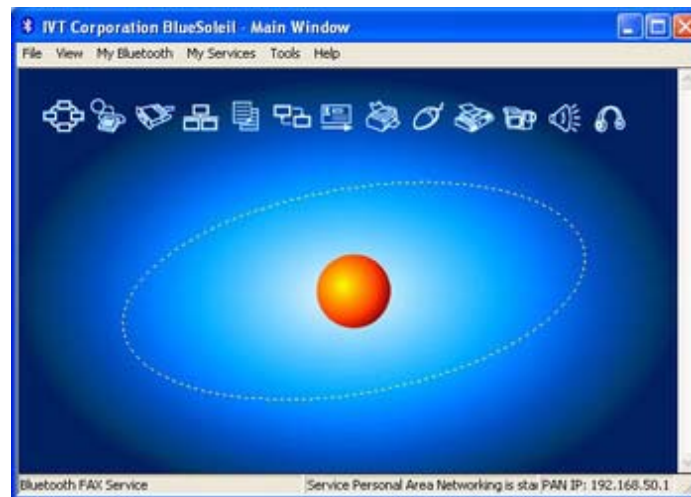 IVT Corporation BlueSoleil - Main Window
File View My Bluetooth My Services Tools Help
Bluetooth FAX Service Service Personal Area Networking is star PAN IP: 192.168.50.1